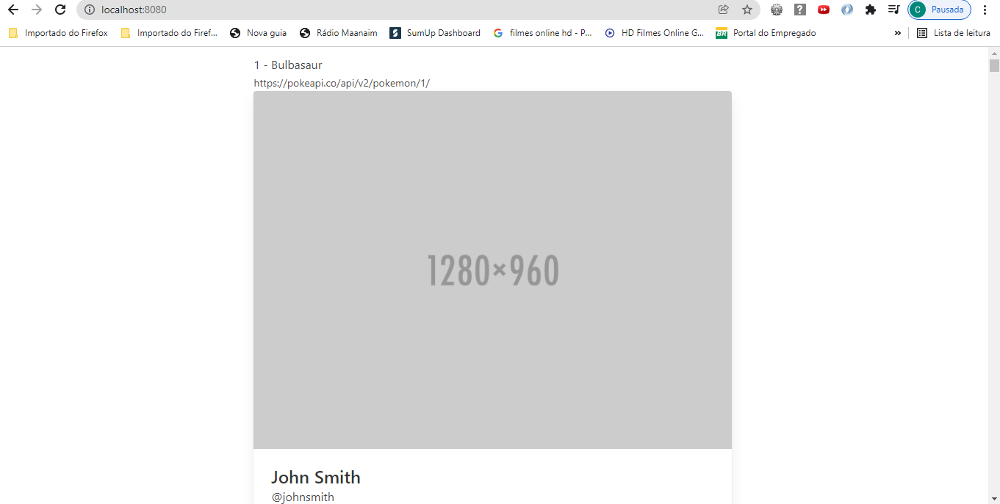 localhost:8080
C Pausada
Importado do Firefox Importado do Firef... Nova guia Rádio Maanaim SumUp Dashboard filmes online hd - P... HD Filmes Online G... BR Portal do Empregado » Lista de leitura
1 - Bulbasaur
https://pokeapi.co/api/v2/pokemon/1/
1280×960
John Smith
@johnsmith